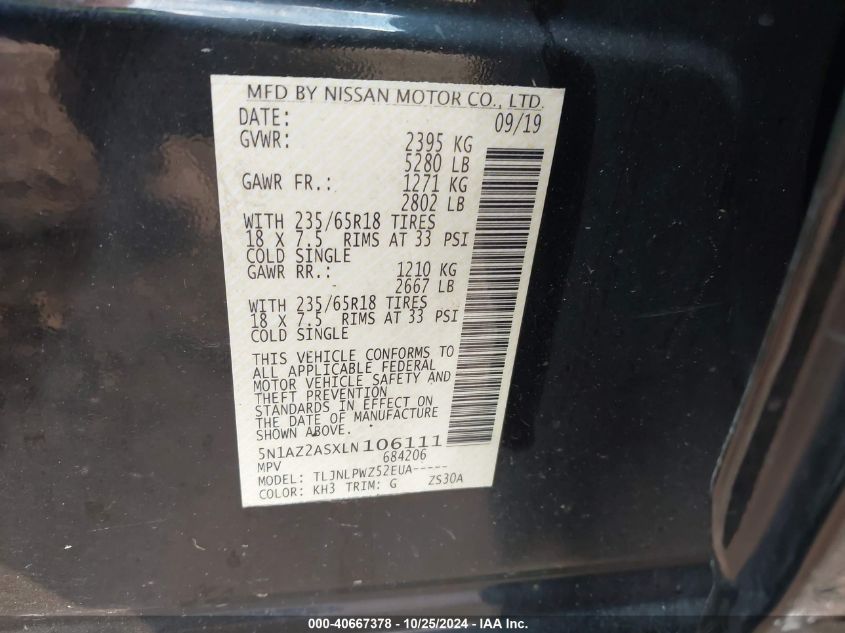 MFD BY NISSAN MOTOR CO., LTD.
DATE: 09/19
GVWR: 2395 KG
5280 LB
GAWR FR.: 1271 KG
2802 LB
WITH 235/65R18 TIRES
18 X 7.5 RIMS AT 33 PSI
COLD SINGLE
GAWR RR.: 1210 KG
2667 LB
WITH 235/65R18 TIRES
18 X 7.5 RIMS AT 33 PSI
COLD SINGLE
THIS VEHICLE CONFORMS TO
ALL APPLICABLE FEDERAL
MOTOR VEHICLE SAFETY AND
THEFT PREVENTION
STANDARDS IN EFFECT ON
THE DATE OF MANUFACTURE
SHOWN ABOVE.
5N1AZ2ASXLN106111
MPV 684206
MODEL: TLJNLPWZ52EUA-----
COLOR: KH3 TRIM: G ZS30A
000-40667378 - 10/25/2024 - IAA Inc.